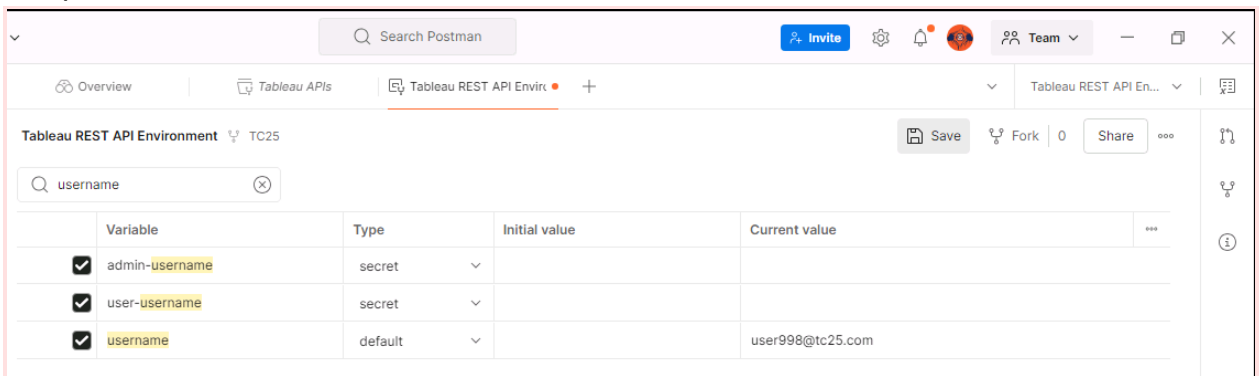 Search Postman
Invite
Team
Overview
Tableau APIs
Tableau REST API Enviro
Tableau REST API En...
Tableau REST API Environment TC25
Save
Fork 0
Share
username
Variable Type Initial value Current value
admin-username secret
user-username secret
username default user998@tc25.com